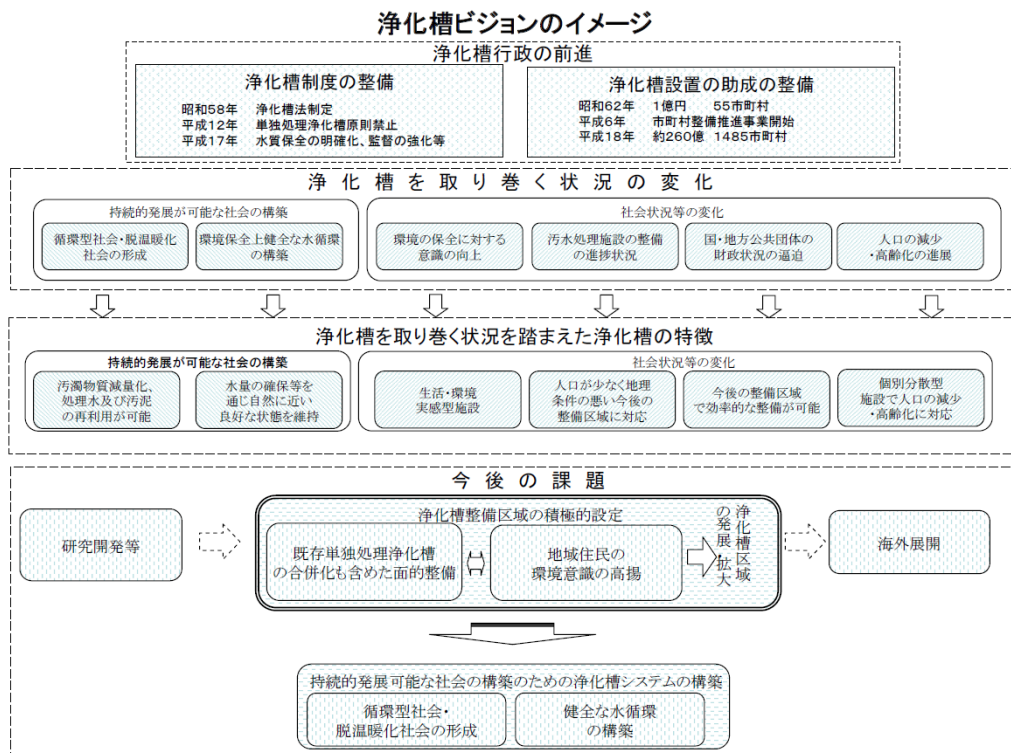 浄化槽ビジョンのイメージ
浄化槽行政の前進
浄化槽制度の整備
昭和58年 浄化槽法制定
平成12年 単独処理浄化槽原則禁止
平成17年 水質保全の明確化、監督の強化等
浄化槽設置の助成の整備
昭和62年 1億円 55市町村
平成6年 市町村整備推進事業開始
平成18年 約260億 1485市町村
浄化槽を取り巻く状況の変化
持続的発展が可能な社会の構築
循環型社会・脱温暖化
社会の形成
環境保全上健全な水循環
の構築
社会状況等の変化
環境の保全に対する
意識の向上
汚水処理施設の整備
の進捗状況
国・地方公共団体の
財政状況の逼迫
人口の減少
・高齢化の進展
浄化槽を取り巻く状況を踏まえた浄化槽の特徴
持続的発展が可能な社会の構築
汚濁物質減量化、
処理水及び汚泥
の再利用が可能
水量の確保等を
通じ自然に近い
良好な状態を維持
社会状況等の変化
生活・環境
実感型施設
人口が少なく地理
条件の悪い今後の
整備区域に対応
今後の整備区域
で効率的な整備が可能
個別分散型
施設で人口の減少
・高齢化に対応
今後の課題
研究開発等
浄化槽整備区域の積極的設定
既存単独処理浄化槽
の合併化も含めた面的整備
地域住民の
環境意識の高揚
浄化槽区域
の発展・拡大
海外展開
持続的発展可能な社会の構築のための浄化槽システムの構築
循環型社会・
脱温暖化社会の形成
健全な水循環
の構築